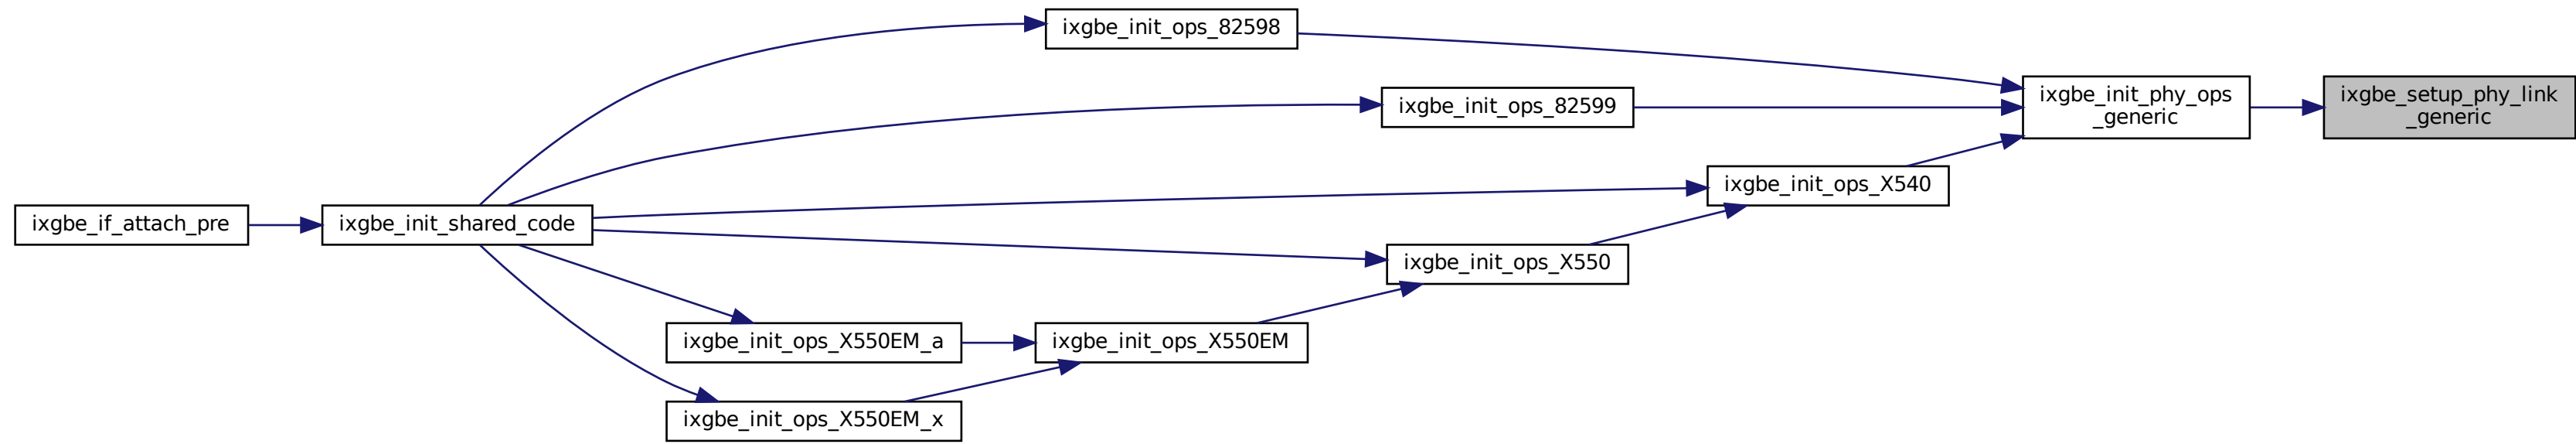 ixgbe_init_ops_82598
ixgbe_init_ops_82599
ixgbe_init_phy_ops
_generic
ixgbe_setup_phy_link
_generic
ixgbe_init_ops_X540
ixgbe_if_attach_pre
ixgbe_init_shared_code
ixgbe_init_ops_X550
ixgbe_init_ops_X550EM_a
ixgbe_init_ops_X550EM
ixgbe_init_ops_X550EM_x